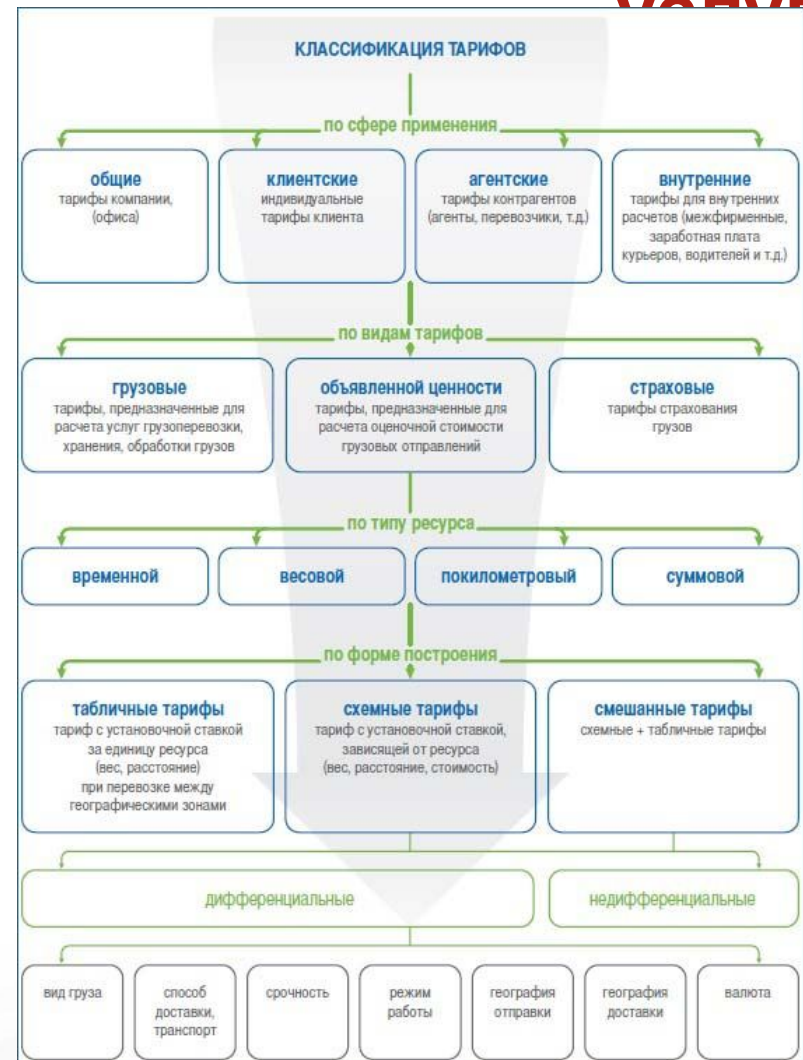 КЛАССИФИКАЦИЯ ТАРИФОВ
по сфере применения
общие
тарифы компании,
(офиса)
клиентские
индивидуальные
тарифы клиента
агентские
тарифы контрагентов
(агенты, перевозчики, т.д.)
внутренние
тарифы для внутренних
расчетов (межфирменные,
заработная плата
курьеров, водителей и т.д.)
по видам тарифов
грузовые
тарифы, предназначенные для
расчета услуг грузоперевозки,
хранения, обработки грузов
объявленной ценности
тарифы, предназначенные для
расчета оценочной стоимости
грузовых отправлений
страховые
тарифы страхования
грузов
по типу ресурса
временной
весовой
покилометровый
суммовой
по форме построения
табличные тарифы
тариф с установочной ставкой
за единицу ресурса
(вес, расстояние)
при перевозке между
географическими зонами
схемные тарифы
тариф с установочной ставкой,
зависящей от ресурса
(вес, расстояние, стоимость)
смешанные тарифы
схемные + табличные тарифы
дифференциальные
недифференциальные
вид груза
способ
доставки,
транспорт
срочность
режим
работы
география
отправки
география
доставки
валюта